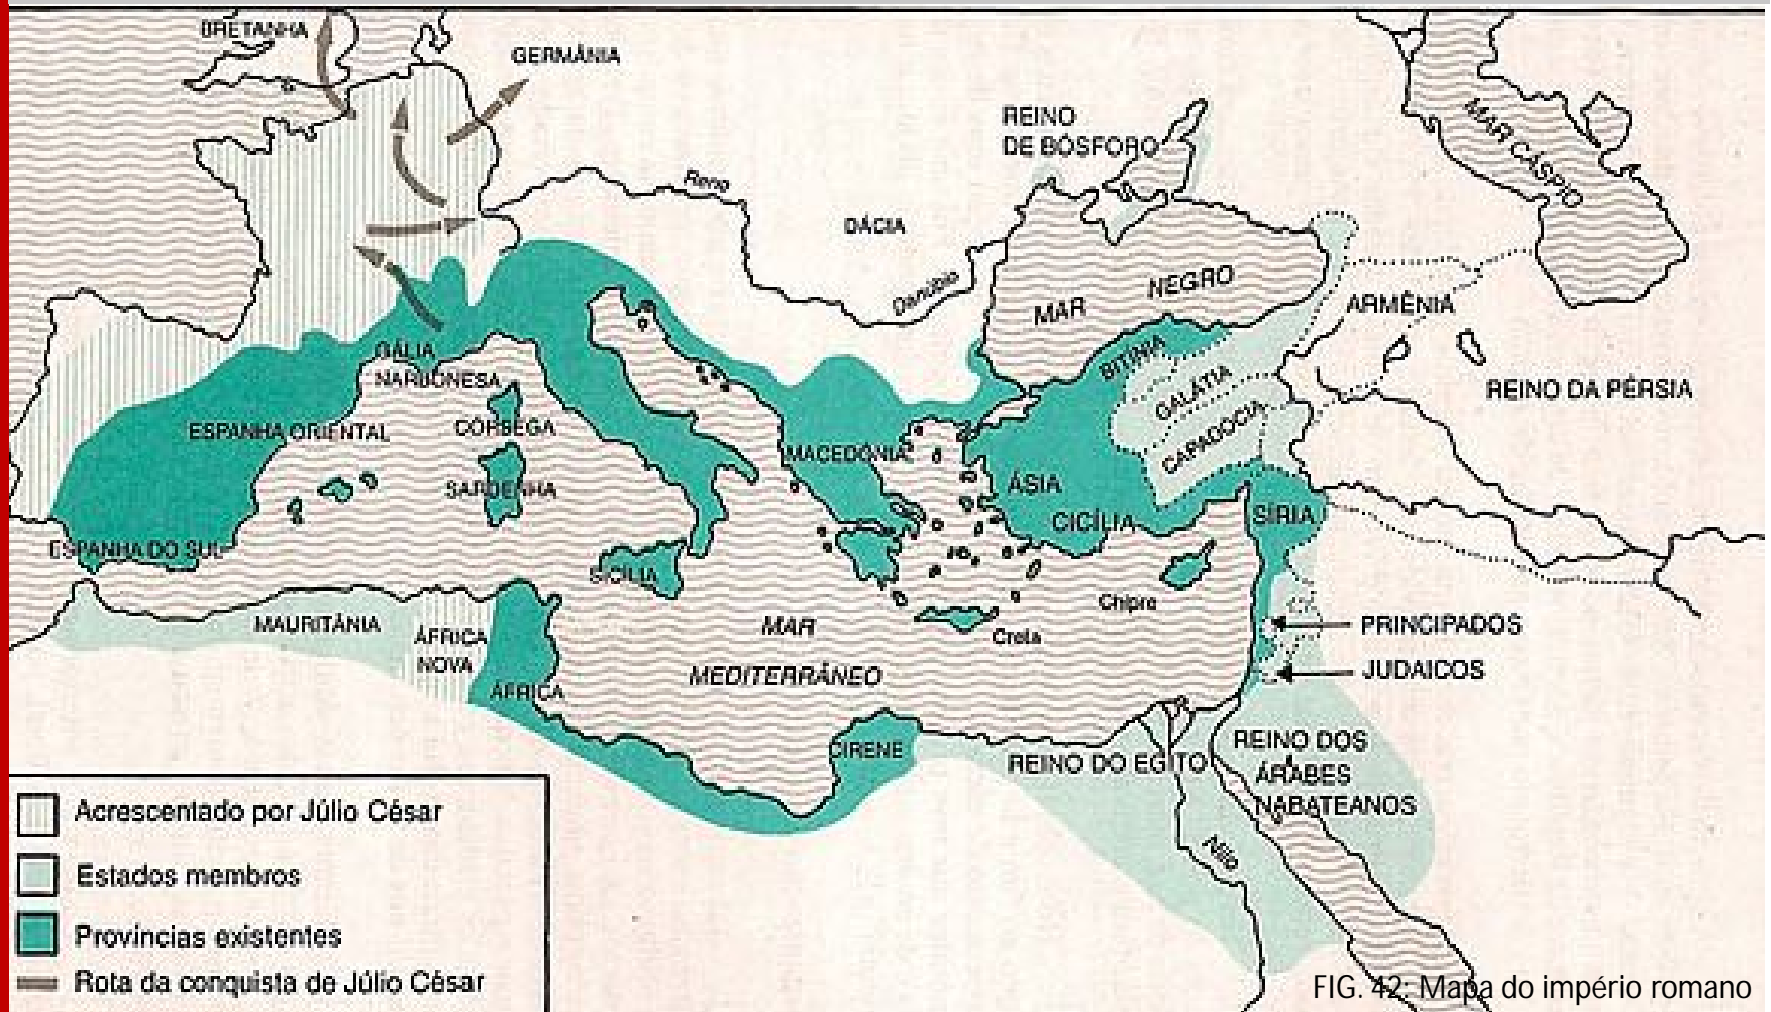 BRETANHA
GERMÂNIA
REINO
DE BÓSFORO
MAR CÁSPIO
Reno
DÁCIA
Danúbio
MAR NEGRO
ARMÊNIA
REINO DA PÉRSIA
BITÍNIA
GALÁTIA
CAPADÓCIA
GÁLIA
NARBONESA
ESPANHA ORIENTAL
CÓRSEGA
SARDENHA
MACEDÔNIA
ÁSIA
CICÍLIA
SÍRIA
ESPANHA DO SUL
SICÍLIA
Chipre
Creta
MAURITÂNIA
ÁFRICA
NOVA
ÁFRICA
MAR
MEDITERRÂNEO
PRINCIPADOS
JUDAICOS
CIRENE
REINO DO EGITO
REINO DOS
ÁRABES
NABATEANOS
Nilo
Acrescentado por Júlio César
Estados membros
Províncias existentes
Rota da conquista de Júlio César
FIG. 42: Mapa do império romano